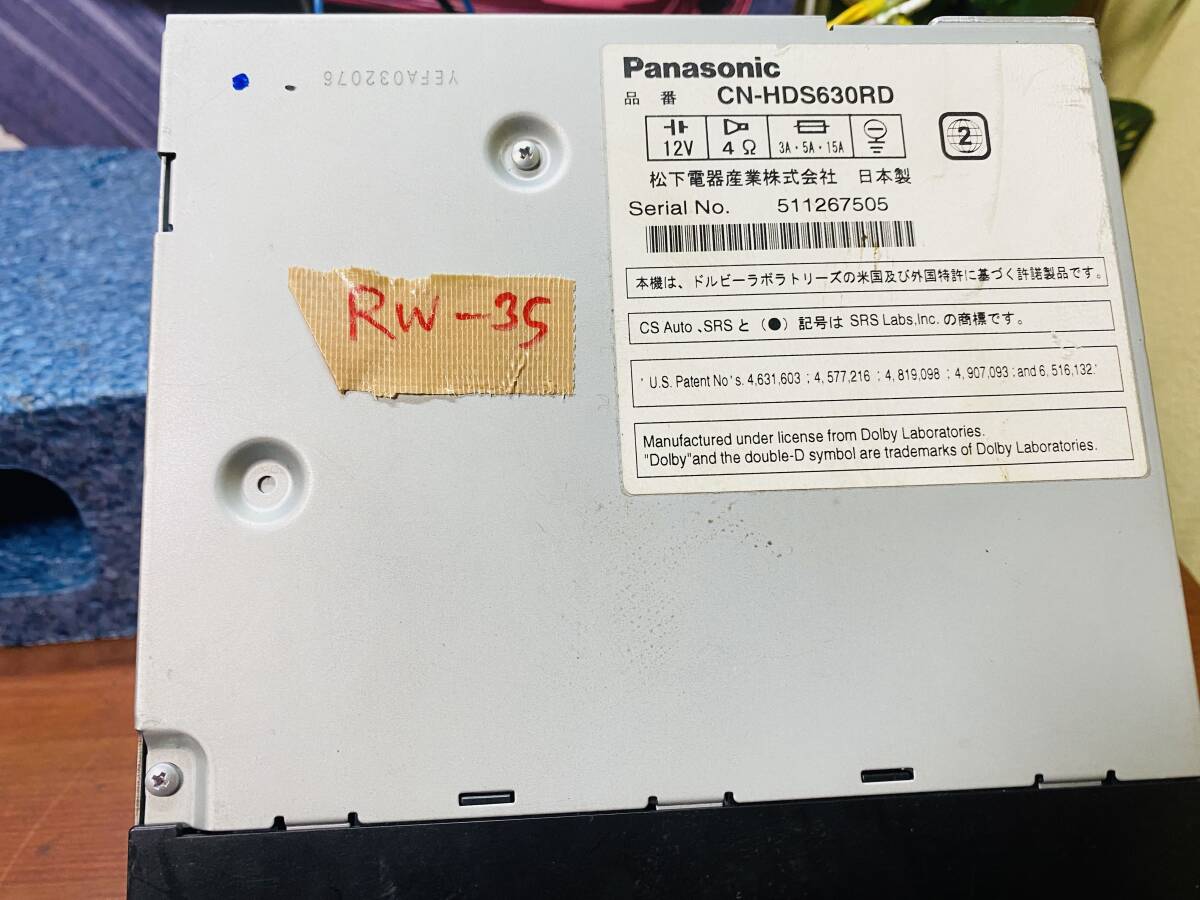 YEFA032076
Panasonic
品 番 CN-HDS630RD
12V 4Ω 3A・5A・15A
2
松下電器産業株式会社 日本製
Serial No. 511267505
RW-35
本機は、ドルビーラボラトリーズの米国及び外国特許に基づく許諾製品です。
CS Auto、SRS と (●) 記号は SRS Labs,Inc. の商標です。
' U.S. Patent No's. 4,631,603 ; 4,577,216 ; 4,819,098 ; 4,907,093 ; and 6,516,132.'
Manufactured under license from Dolby Laboratories.
"Dolby"and the double-D symbol are trademarks of Dolby Laboratories.